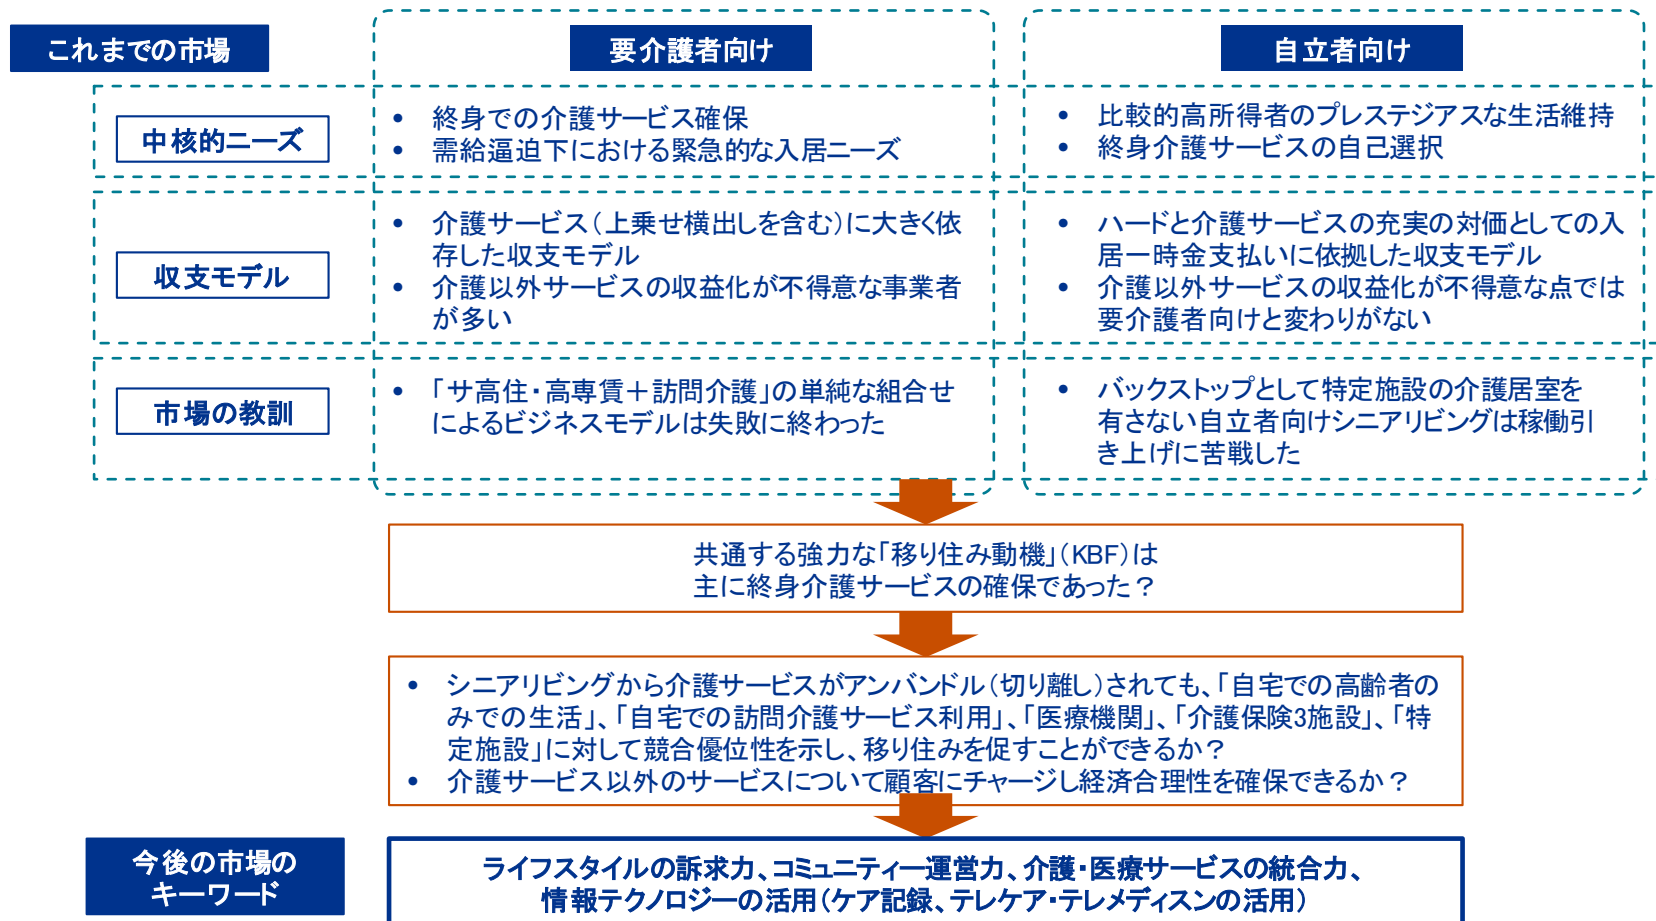 これまでの市場
要介護者向け
自立者向け
中核的ニーズ
• 終身での介護サービス確保
• 需給逼迫下における緊急的な入居ニーズ
• 比較的高所得者のプレステジアスな生活維持
• 終身介護サービスの自己選択
収支モデル
• 介護サービス（上乗せ横出しを含む）に大きく依
存した収支モデル
• 介護以外サービスの収益化が不得意な事業者
が多い
• ハードと介護サービスの充実の対価としての入
居一時金支払いに依拠した収支モデル
• 介護以外サービスの収益化が不得意な点では
要介護者向けと変わりがない
市場の教訓
• 「サ高住・高専賃＋訪問介護」の単純な組合せ
によるビジネスモデルは失敗に終わった
• バックストップとして特定施設の介護居室を
有さない自立者向けシニアリビングは稼働引
き上げに苦戦した
共通する強力な「移り住み動機」（KBF）は
主に終身介護サービスの確保であった？
• シニアリビングから介護サービスがアンバンドル（切り離し）されても、「自宅での高齢者の
みでの生活」、「自宅での訪問介護サービス利用」、「医療機関」、「介護保険3施設」、「特
定施設」に対して競合優位性を示し、移り住みを促すことができるか？
• 介護サービス以外のサービスについて顧客にチャージし経済合理性を確保できるか？
今後の市場の
キーワード
ライフスタイルの訴求力、コミュニティー運営力、介護・医療サービスの統合力、
情報テクノロジーの活用（ケア記録、テレケア・テレメディスンの活用）